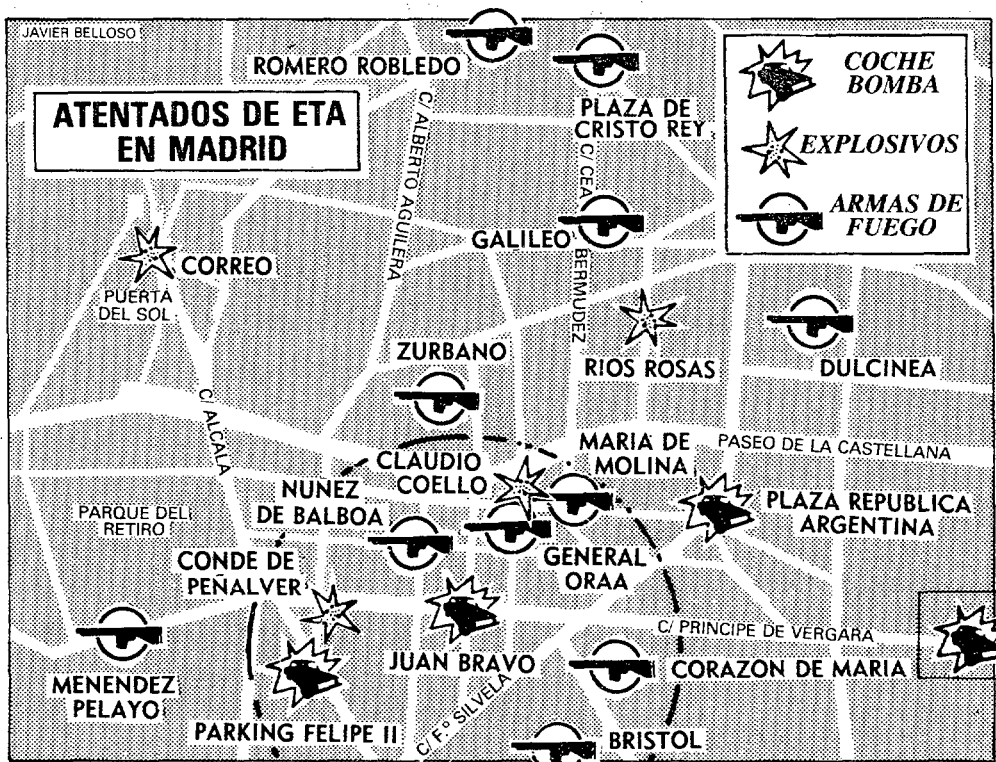 JAVIER BELLOSO
ATENTADOS DE ETA
EN MADRID
ROMERO ROBLEDO
PLAZA DE
CRISTO REY
COCHE
BOMBA
EXPLOSIVOS
ARMAS DE
FUEGO
C/ ALBERTO AGUILERA
C/ CEA
BERMUDEZ
GALILEO
CORREO
PUERTA
DEL SOL
ZURBANO
RIOS ROSAS
DULCINEA
C/ ALCALA
CLAUDIO
COELLO
MARIA DE
MOLINA
PASEO DE LA CASTELLANA
NUNEZ
DE BALBOA
PARQUE DEL
RETIRO
PLAZA REPUBLICA
ARGENTINA
CONDE DE
PEÑALVER
GENERAL
ORAA
C/ PRINCIPE DE VERGARA
MENENDEZ
PELAYO
JUAN BRAVO
CORAZON DE MARIA
PARKING FELIPE II
C/ Fº SILVELA
BRISTOL